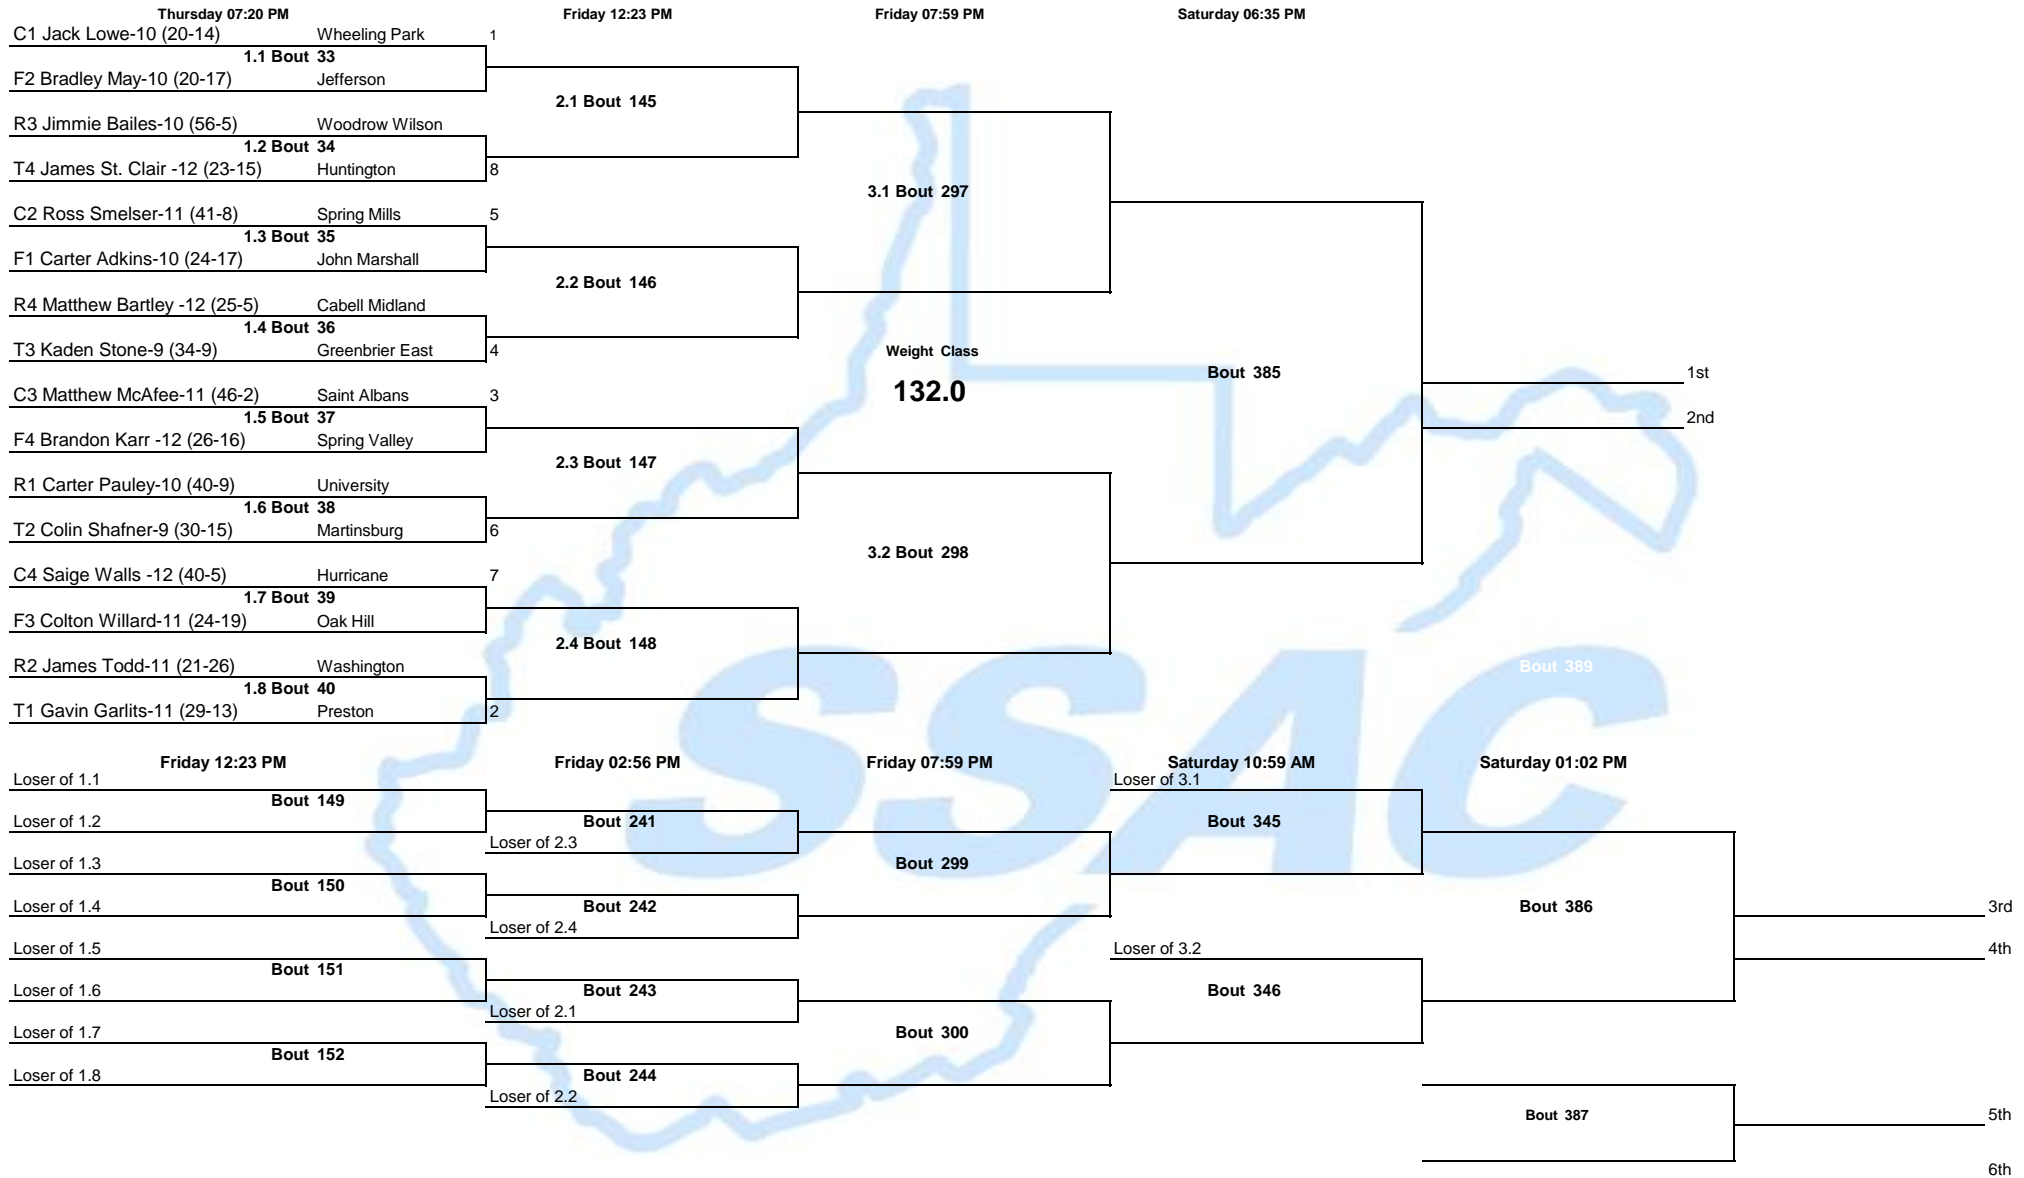 Thursday 07:20 PM Friday 12:23 PM Friday 07:59 PM Saturday 06:35 PM
C1 Jack Lowe-10 (20-14) Wheeling Park 1
1.1 Bout 33
F2 Bradley May-10 (20-17) Jefferson
2.1 Bout 145
R3 Jimmie Bailes-10 (56-5) Woodrow Wilson
1.2 Bout 34
T4 James St. Clair -12 (23-15) Huntington 8
3.1 Bout 297
C2 Ross Smelser-11 (41-8) Spring Mills 5
1.3 Bout 35
F1 Carter Adkins-10 (24-17) John Marshall
2.2 Bout 146
R4 Matthew Bartley -12 (25-5) Cabell Midland
1.4 Bout 36
T3 Kaden Stone-9 (34-9) Greenbrier East 4
Weight Class
132.0
Bout 385
1st
2nd
C3 Matthew McAfee-11 (46-2) Saint Albans 3
1.5 Bout 37
F4 Brandon Karr -12 (26-16) Spring Valley
2.3 Bout 147
R1 Carter Pauley-10 (40-9) University
1.6 Bout 38
T2 Colin Shafner-9 (30-15) Martinsburg 6
3.2 Bout 298
C4 Saige Walls -12 (40-5) Hurricane 7
1.7 Bout 39
F3 Colton Willard-11 (24-19) Oak Hill
2.4 Bout 148
R2 James Todd-11 (21-26) Washington
Bout 389
1.8 Bout 40
T1 Gavin Garlits-11 (29-13) Preston 2
SSAC
Friday 12:23 PM Friday 02:56 PM Friday 07:59 PM Saturday 10:59 AM Saturday 01:02 PM
Loser of 1.1 Loser of 3.1
Bout 149
Loser of 1.2 Bout 241 Bout 345
Loser of 2.3
Loser of 1.3 Bout 299
Bout 150
Loser of 1.4 Bout 242 Bout 386 3rd
Loser of 2.4
Loser of 1.5 Loser of 3.2 4th
Bout 151
Loser of 1.6 Bout 243 Bout 346
Loser of 2.1
Loser of 1.7 Bout 300
Bout 152
Loser of 1.8 Bout 244
Loser of 2.2
Bout 387 5th
6th